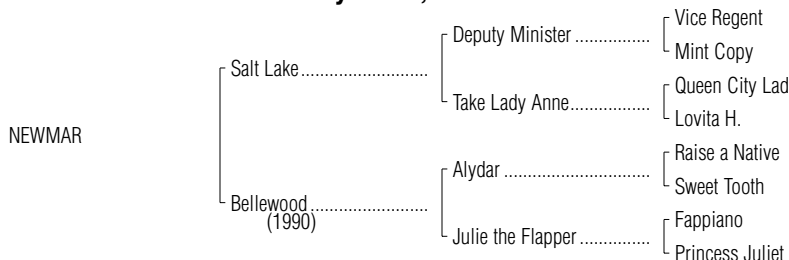 Vice Regent
Deputy Minister ................
Mint Copy
Salt Lake ...........................
Queen City Lad
Take Lady Anne .................
Lovita H.
NEWMAR
Raise a Native
Alydar ...............................
Sweet Tooth
Bellewood .........................
(1990)
Fappiano
Julie the Flapper ...............
Princess Juliet